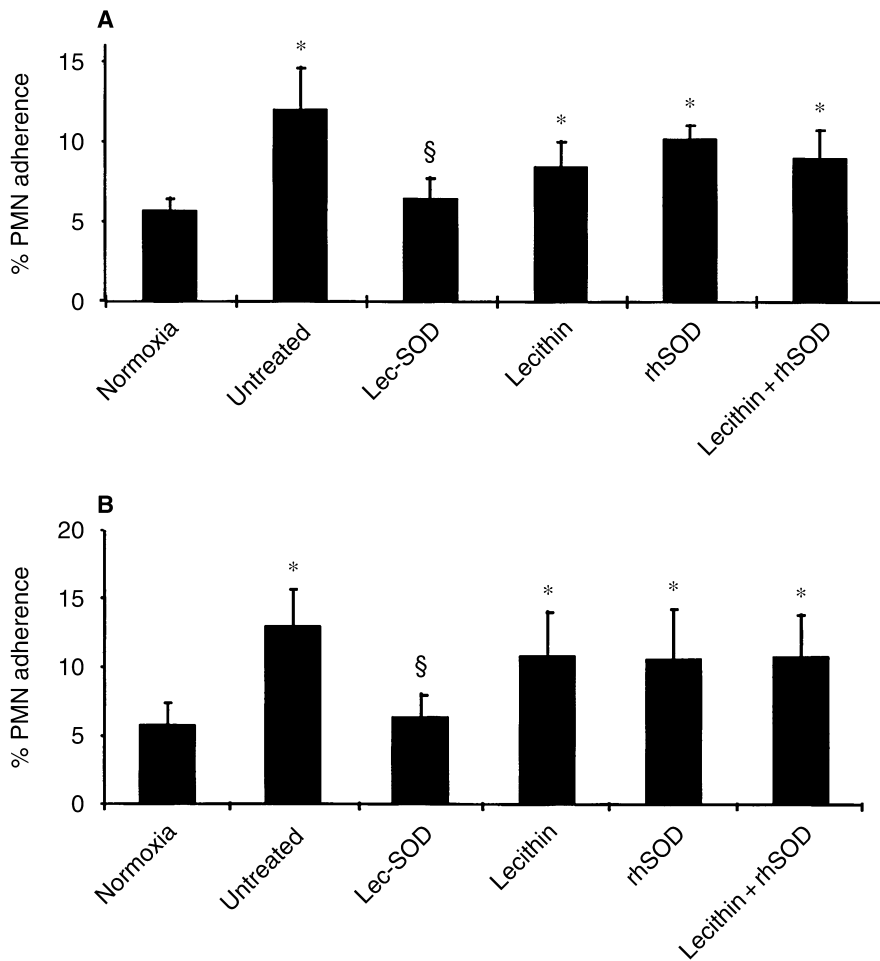 A
% PMN adherence
15
10
5
0
*
§
*
*
*
Normoxia
Untreated
Lec-SOD
Lecithin
rhSOD
Lecithin + rhSOD
B
% PMN adherence
20
15
10
5
0
*
§
*
*
*
Normoxia
Untreated
Lec-SOD
Lecithin
rhSOD
Lecithin + rhSOD